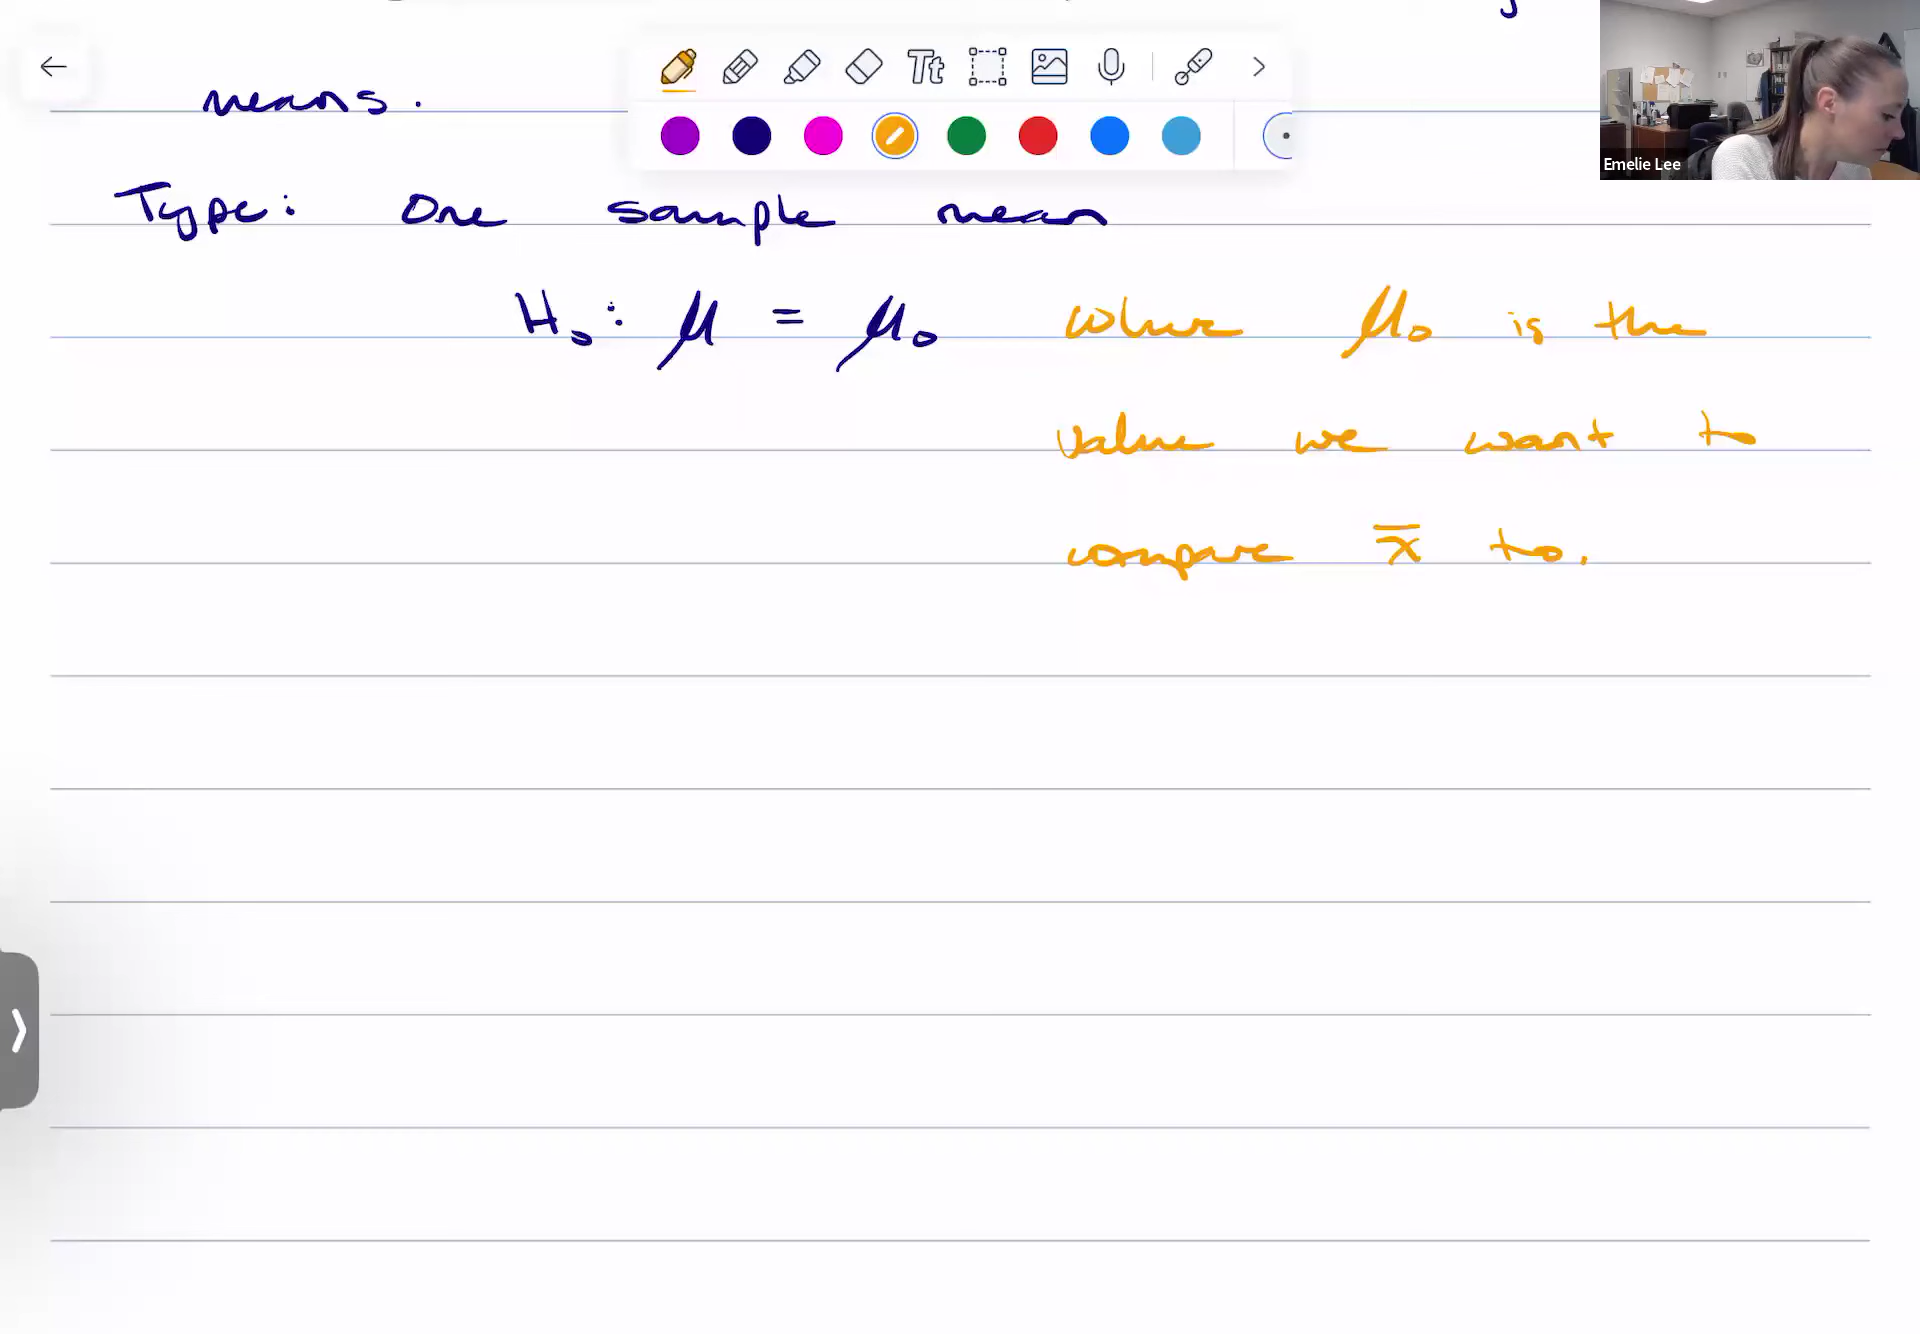 means.
Tt
Emelie Lee
Type: One sample mean
H₀: μ = μ₀ where μ₀ is the
value we want to
compare x̄ to.